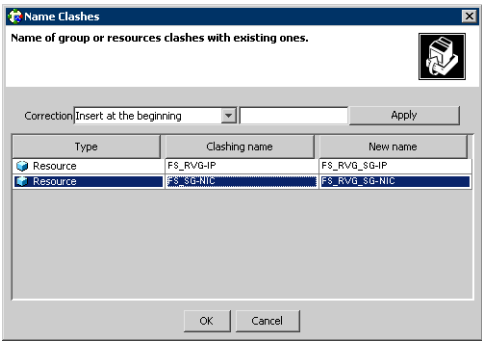 Name Clashes
Name of group or resources clashes with existing ones.
Correction Insert at the beginning Apply
Type Clashing name New name
Resource FS_RVG-IP FS_RVG_SG-IP
Resource FS_SG-NIC FS_RVG_SG-NIC
OK Cancel